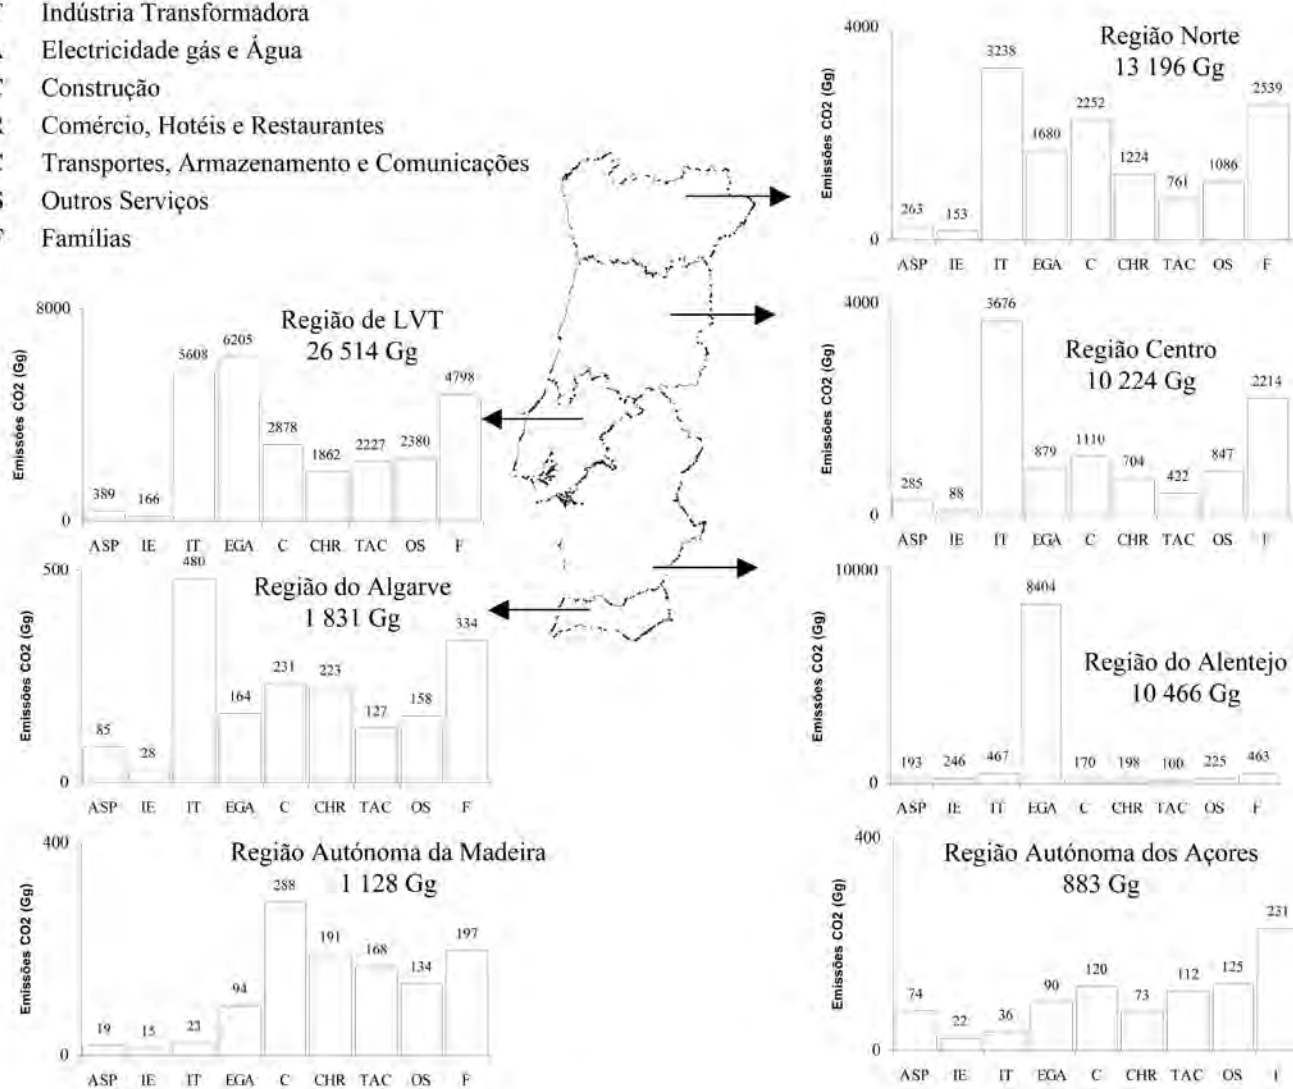 Indústria Transformadora
Electricidade gás e Água
Construção
Comércio, Hotéis e Restaurantes
Transportes, Armazenamento e Comunicações
Outros Serviços
Famílias
Região Norte
13 196 Gg
Emissões CO2 (Gg)
4000
0
263 153 3238 1680 2252 1224 761 1086 2539
ASP IE IT EGA C CHR TAC OS F
Região de LVT
26 514 Gg
Emissões CO2 (Gg)
8000
0
389 166 5608 6205 2878 1862 2227 2380 4798
ASP IE IT EGA C CHR TAC OS F
Região Centro
10 224 Gg
Emissões CO2 (Gg)
4000
0
285 88 3676 879 1110 704 422 847 2214
ASP IE IT EGA C CHR TAC OS F
Região do Algarve
1 831 Gg
Emissões CO2 (Gg)
500
0
85 28 480 164 231 223 127 158 334
ASP IE IT EGA C CHR TAC OS F
Região do Alentejo
10 466 Gg
Emissões CO2 (Gg)
10000
0
193 246 467 8404 170 198 100 225 463
ASP IE IT EGA C CHR TAC OS F
Região Autónoma da Madeira
1 128 Gg
Emissões CO2 (Gg)
400
0
19 15 23 94 288 191 168 134 197
ASP IE IT EGA C CHR TAC OS F
Região Autónoma dos Açores
883 Gg
Emissões CO2 (Gg)
400
0
74 22 36 90 120 73 112 125 231
ASP IE IT EGA C CHR TAC OS